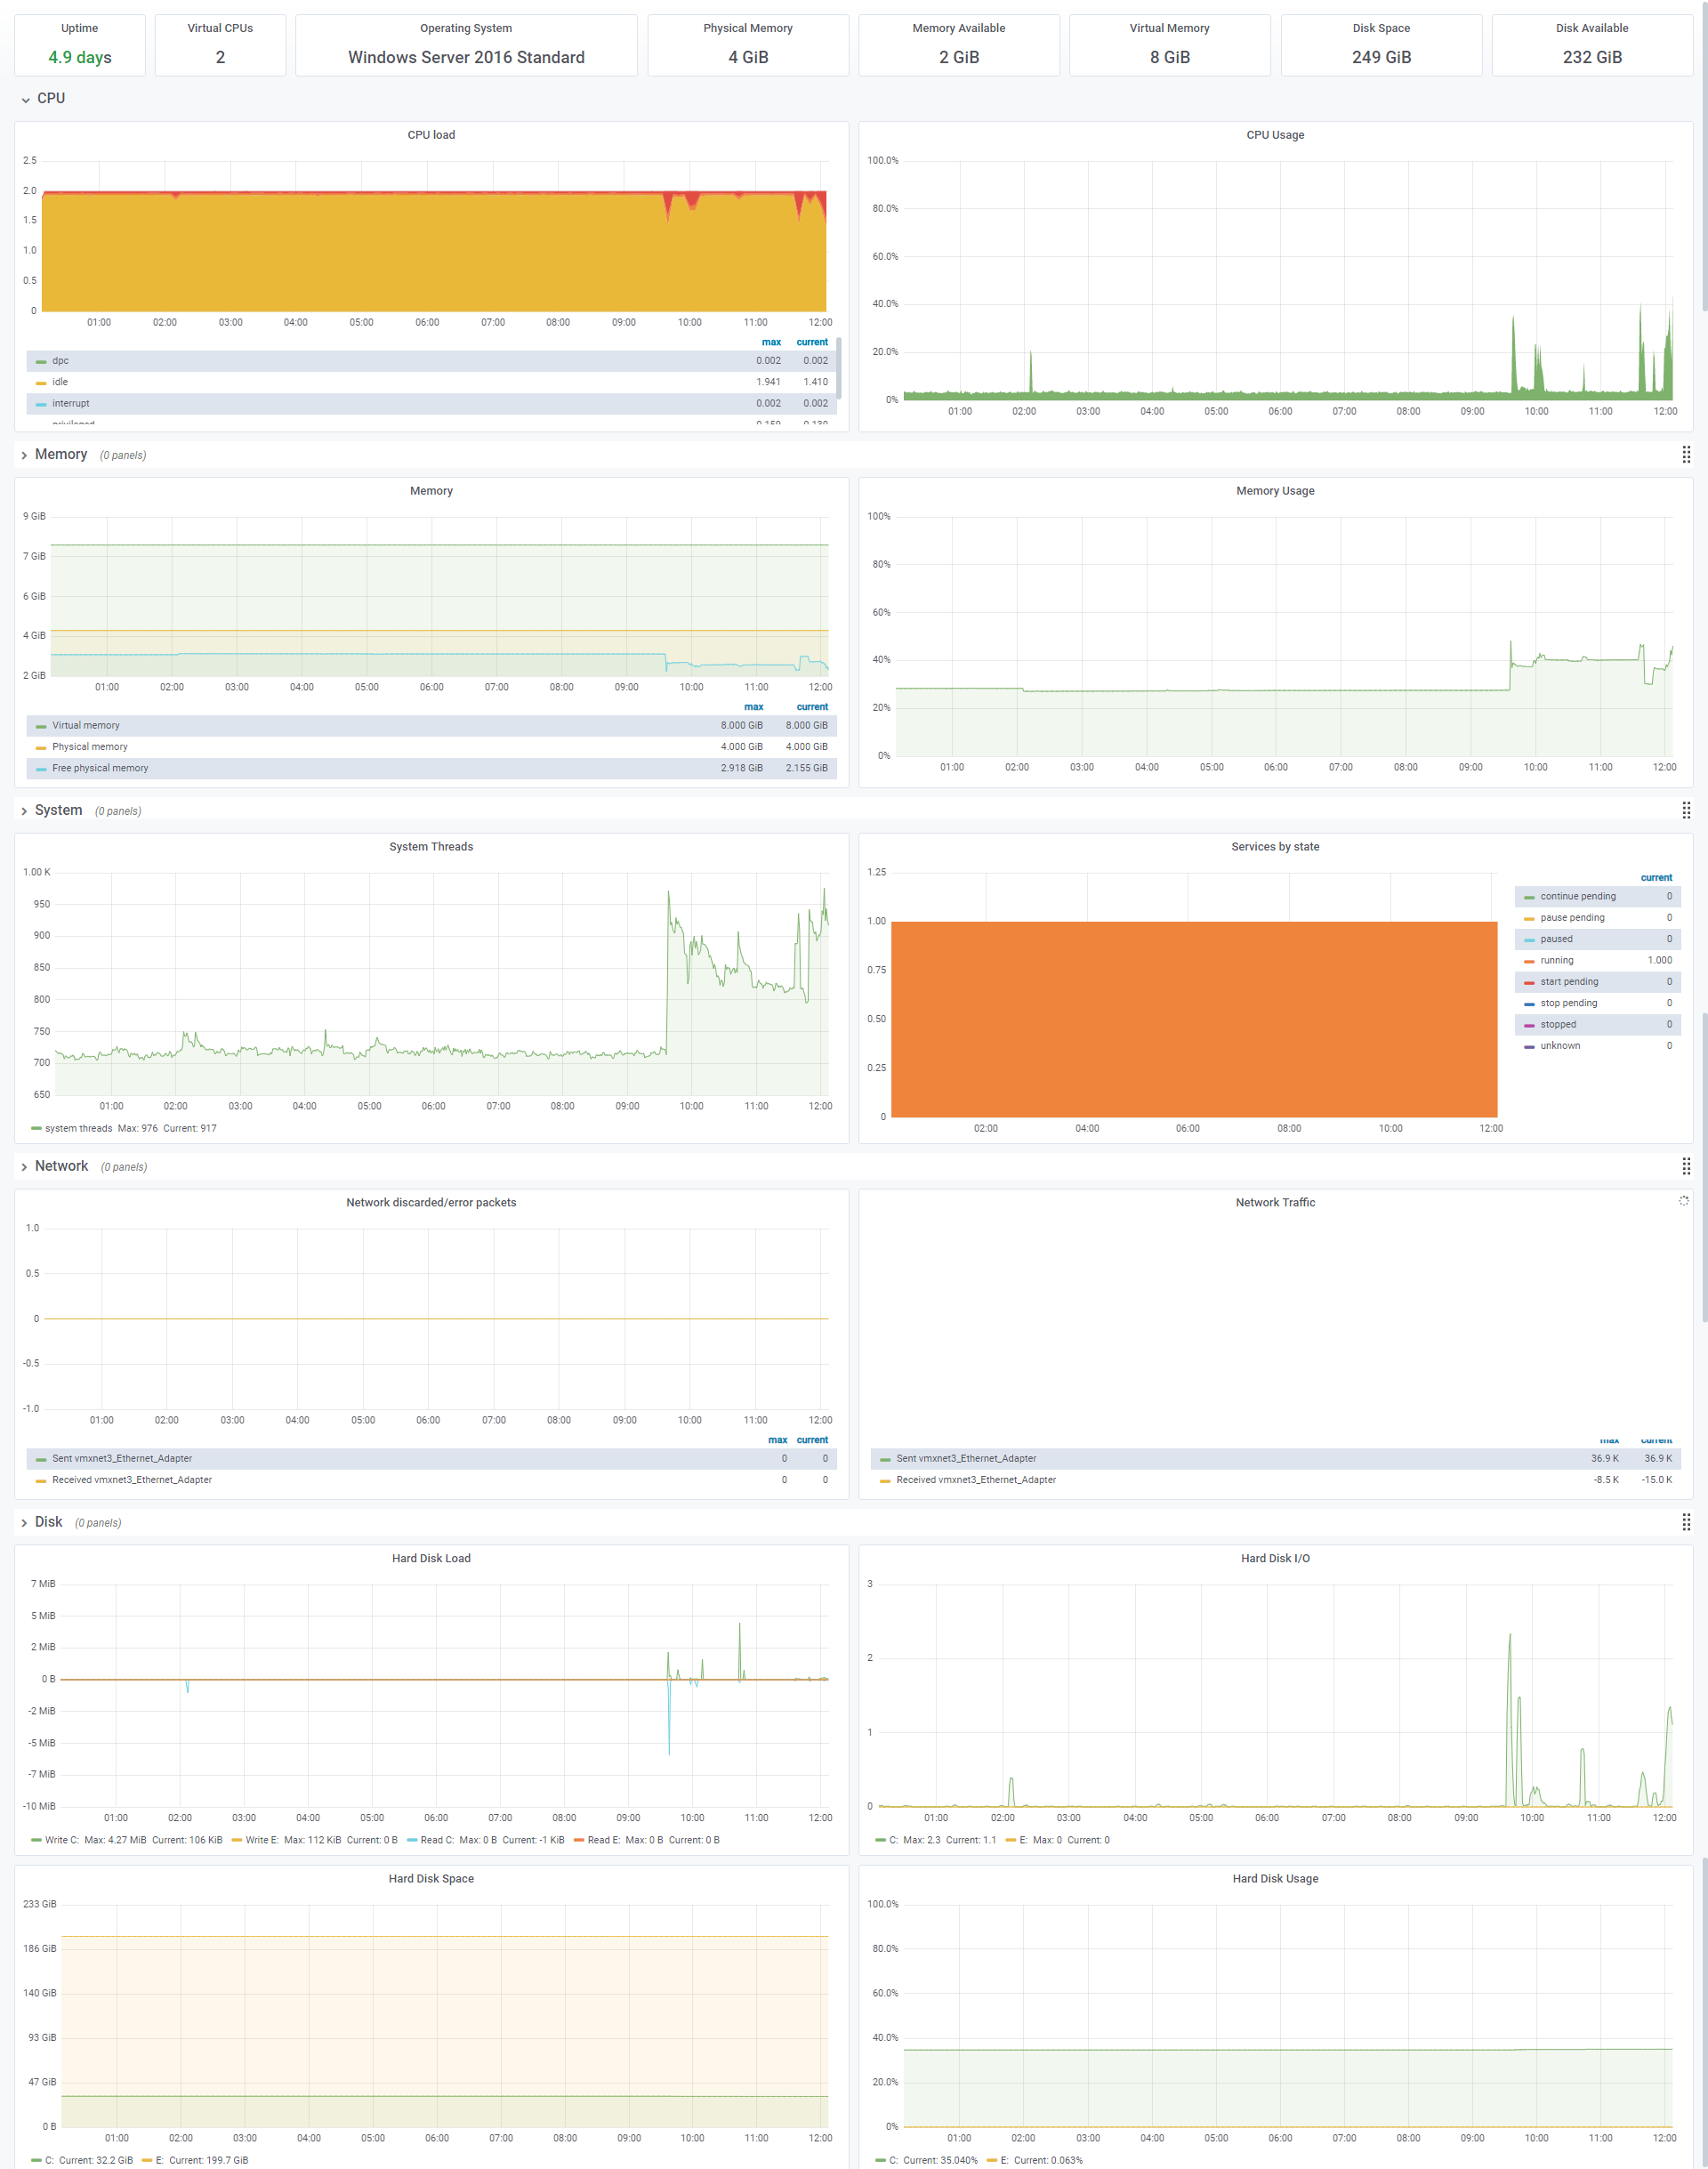 Uptime
4.9 days
Virtual CPUs
2
Operating System
Windows Server 2016 Standard
Physical Memory
4 GiB
Memory Available
2 GiB
Virtual Memory
8 GiB
Disk Space
249 GiB
Disk Available
232 GiB
CPU
CPU load
2.5
2.0
1.5
1.0
0.5
0
01:00 02:00 03:00 04:00 05:00 06:00 07:00 08:00 09:00 10:00 11:00 12:00
max current
dpc 0.002 0.002
idle 1.941 1.410
interrupt 0.002 0.002
privileged 0.159 0.130
CPU Usage
100.0%
80.0%
60.0%
40.0%
20.0%
0%
01:00 02:00 03:00 04:00 05:00 06:00 07:00 08:00 09:00 10:00 11:00 12:00
Memory (0 panels)
Memory
9 GiB
7 GiB
6 GiB
4 GiB
2 GiB
01:00 02:00 03:00 04:00 05:00 06:00 07:00 08:00 09:00 10:00 11:00 12:00
max current
Virtual memory 8.000 GiB 8.000 GiB
Physical memory 4.000 GiB 4.000 GiB
Free physical memory 2.918 GiB 2.155 GiB
Memory Usage
100%
80%
60%
40%
20%
0%
01:00 02:00 03:00 04:00 05:00 06:00 07:00 08:00 09:00 10:00 11:00 12:00
System (0 panels)
System Threads
1.00 K
950
900
850
800
750
700
650
01:00 02:00 03:00 04:00 05:00 06:00 07:00 08:00 09:00 10:00 11:00 12:00
system threads Max: 976 Current: 917
Services by state
1.25
1.00
0.75
0.50
0.25
0
02:00 04:00 06:00 08:00 10:00 12:00
current
continue pending 0
pause pending 0
paused 0
running 1.000
start pending 0
stop pending 0
stopped 0
unknown 0
Network (0 panels)
Network discarded/error packets
1.0
0.5
0
-0.5
-1.0
01:00 02:00 03:00 04:00 05:00 06:00 07:00 08:00 09:00 10:00 11:00 12:00
max current
Sent vmxnet3_Ethernet_Adapter 0 0
Received vmxnet3_Ethernet_Adapter 0 0
Network Traffic
max current
Sent vmxnet3_Ethernet_Adapter 36.9 K 36.9 K
Received vmxnet3_Ethernet_Adapter -8.5 K -15.0 K
Disk (0 panels)
Hard Disk Load
7 MiB
5 MiB
2 MiB
0 B
-2 MiB
-5 MiB
-7 MiB
-10 MiB
01:00 02:00 03:00 04:00 05:00 06:00 07:00 08:00 09:00 10:00 11:00 12:00
Write C: Max: 4.27 MiB Current: 106 KiB Write E: Max: 112 KiB Current: 0 B Read C: Max: 0 B Current: -1 KiB Read E: Max: 0 B Current: 0 B
Hard Disk I/O
3
2
1
0
01:00 02:00 03:00 04:00 05:00 06:00 07:00 08:00 09:00 10:00 11:00 12:00
C: Max: 2.3 Current: 1.1 E: Max: 0 Current: 0
Hard Disk Space
233 GiB
186 GiB
140 GiB
93 GiB
47 GiB
0 B
01:00 02:00 03:00 04:00 05:00 06:00 07:00 08:00 09:00 10:00 11:00 12:00
C: Current: 32.2 GiB E: Current: 199.7 GiB
Hard Disk Usage
100.0%
80.0%
60.0%
40.0%
20.0%
0%
01:00 02:00 03:00 04:00 05:00 06:00 07:00 08:00 09:00 10:00 11:00 12:00
C: Current: 35.040% E: Current: 0.063%